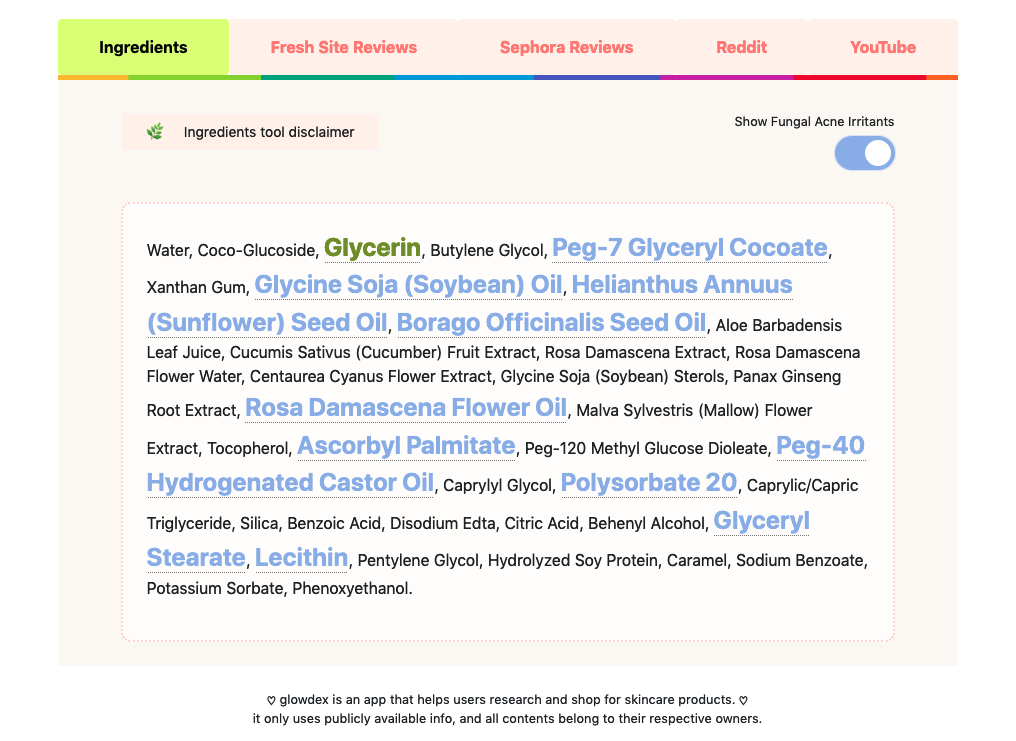 Ingredients
Fresh Site Reviews
Sephora Reviews
Reddit
YouTube
Ingredients tool disclaimer
Show Fungal Acne Irritants
Water, Coco-Glucoside, Glycerin, Butylene Glycol, Peg-7 Glyceryl Cocoate,
Xanthan Gum, Glycine Soja (Soybean) Oil, Helianthus Annuus
(Sunflower) Seed Oil, Borago Officinalis Seed Oil, Aloe Barbadensis
Leaf Juice, Cucumis Sativus (Cucumber) Fruit Extract, Rosa Damascena Extract, Rosa Damascena
Flower Water, Centaurea Cyanus Flower Extract, Glycine Soja (Soybean) Sterols, Panax Ginseng
Root Extract, Rosa Damascena Flower Oil, Malva Sylvestris (Mallow) Flower
Extract, Tocopherol, Ascorbyl Palmitate, Peg-120 Methyl Glucose Dioleate, Peg-40
Hydrogenated Castor Oil, Caprylyl Glycol, Polysorbate 20, Caprylic/Capric
Triglyceride, Silica, Benzoic Acid, Disodium Edta, Citric Acid, Behenyl Alcohol, Glyceryl
Stearate, Lecithin, Pentylene Glycol, Hydrolyzed Soy Protein, Caramel, Sodium Benzoate,
Potassium Sorbate, Phenoxyethanol.
♡ glowdex is an app that helps users research and shop for skincare products. ♡
it only uses publicly available info, and all contents belong to their respective owners.